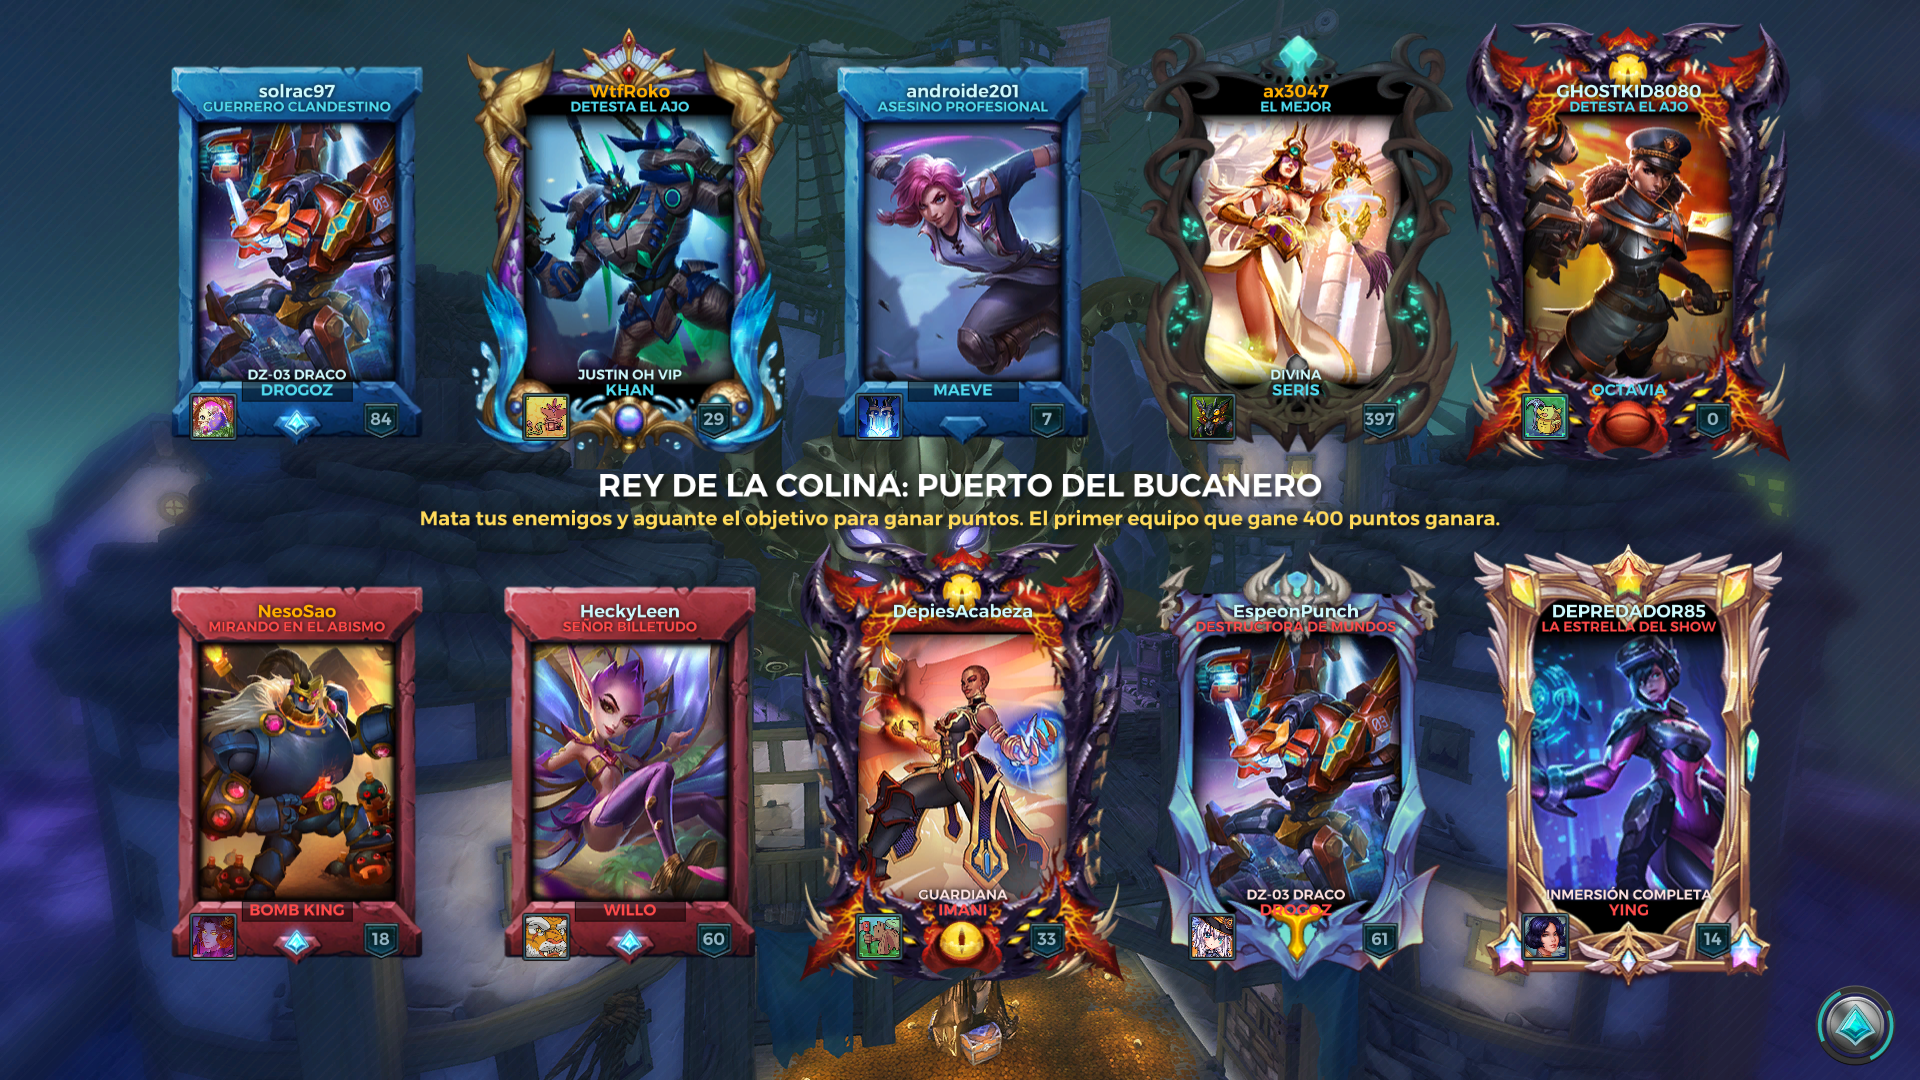 solrac97
GUERRERO CLANDESTINO
DZ-03 DRACO
DROGOZ
84
WtfRoko
DETESTA EL AJO
JUSTIN OH VIP
KHAN
29
androide201
ASESINO PROFESIONAL
MAEVE
7
ax3047
EL MEJOR
DIVINA
SERIS
397
GHOSTKID8080
DETESTA EL AJO
OCTAVIA
0
REY DE LA COLINA: PUERTO DEL BUCANERO
Mata tus enemigos y aguante el objetivo para ganar puntos. El primer equipo que gane 400 puntos ganara.
NesoSao
MIRANDO EN EL ABISMO
BOMB KING
18
HeckyLeen
SEÑOR BILLETUDO
WILLO
60
DepiesAcabeza
GUARDIANA
IMANI
33
EspeonPunch
DESTRUCTORA DE MUNDOS
DZ-03 DRACO
DROGOZ
61
DEPREDADOR85
LA ESTRELLA DEL SHOW
INMERSIÓN COMPLETA
YING
14